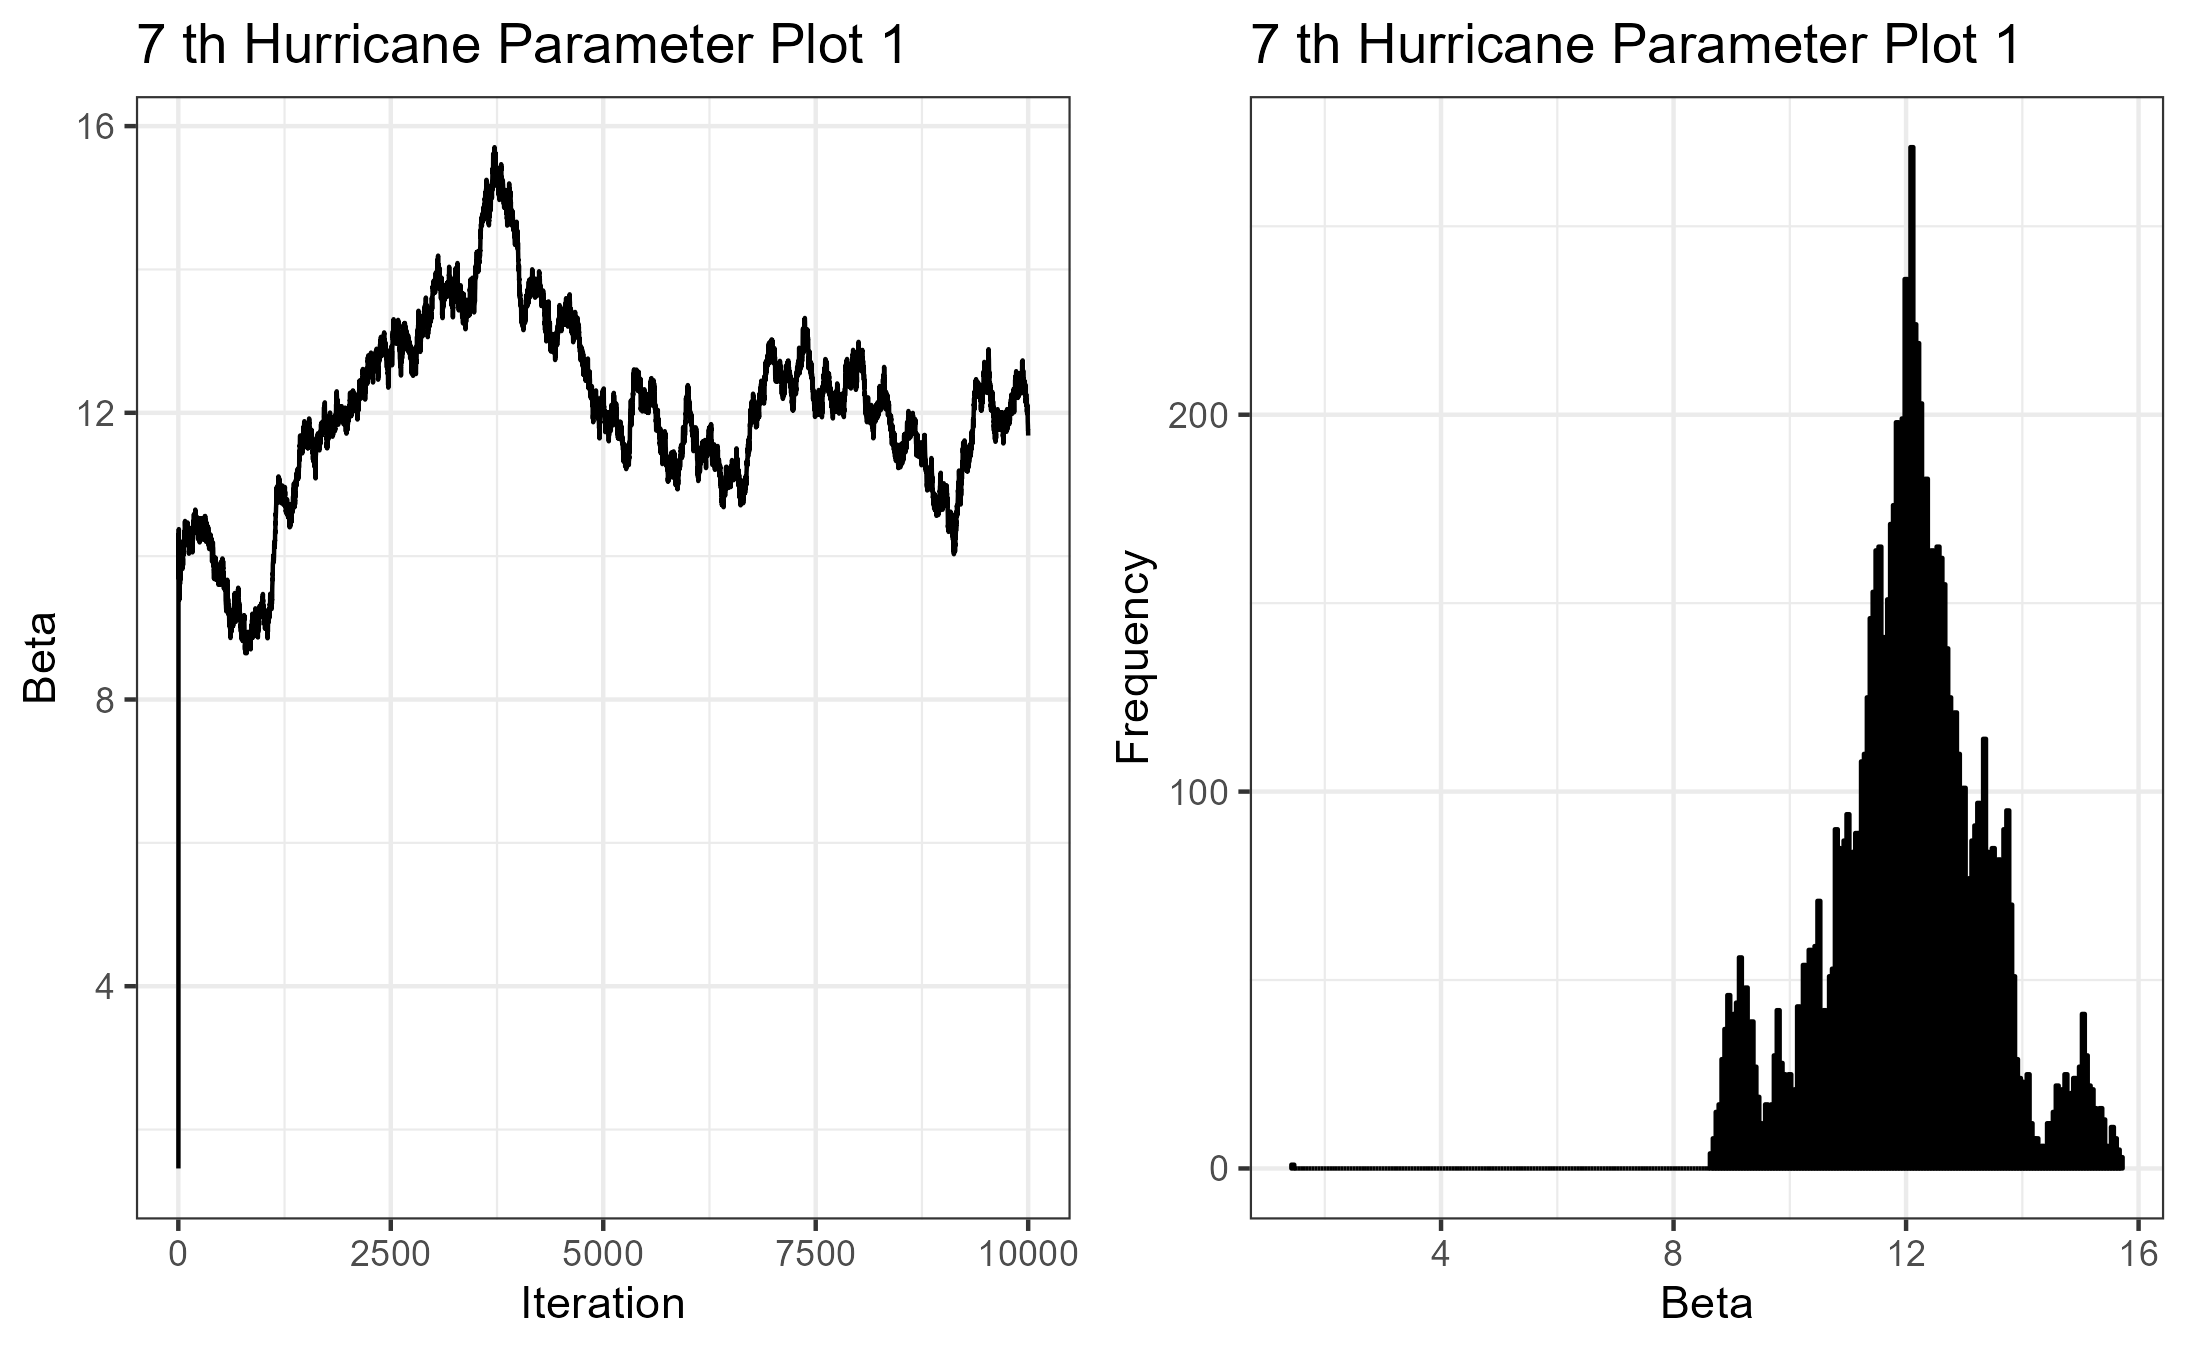 7 th Hurricane Parameter Plot 1
16
12
8
4
Beta
0 2500 5000 7500 10000
Iteration
7 th Hurricane Parameter Plot 1
200
100
0
Frequency
4 8 12 16
Beta